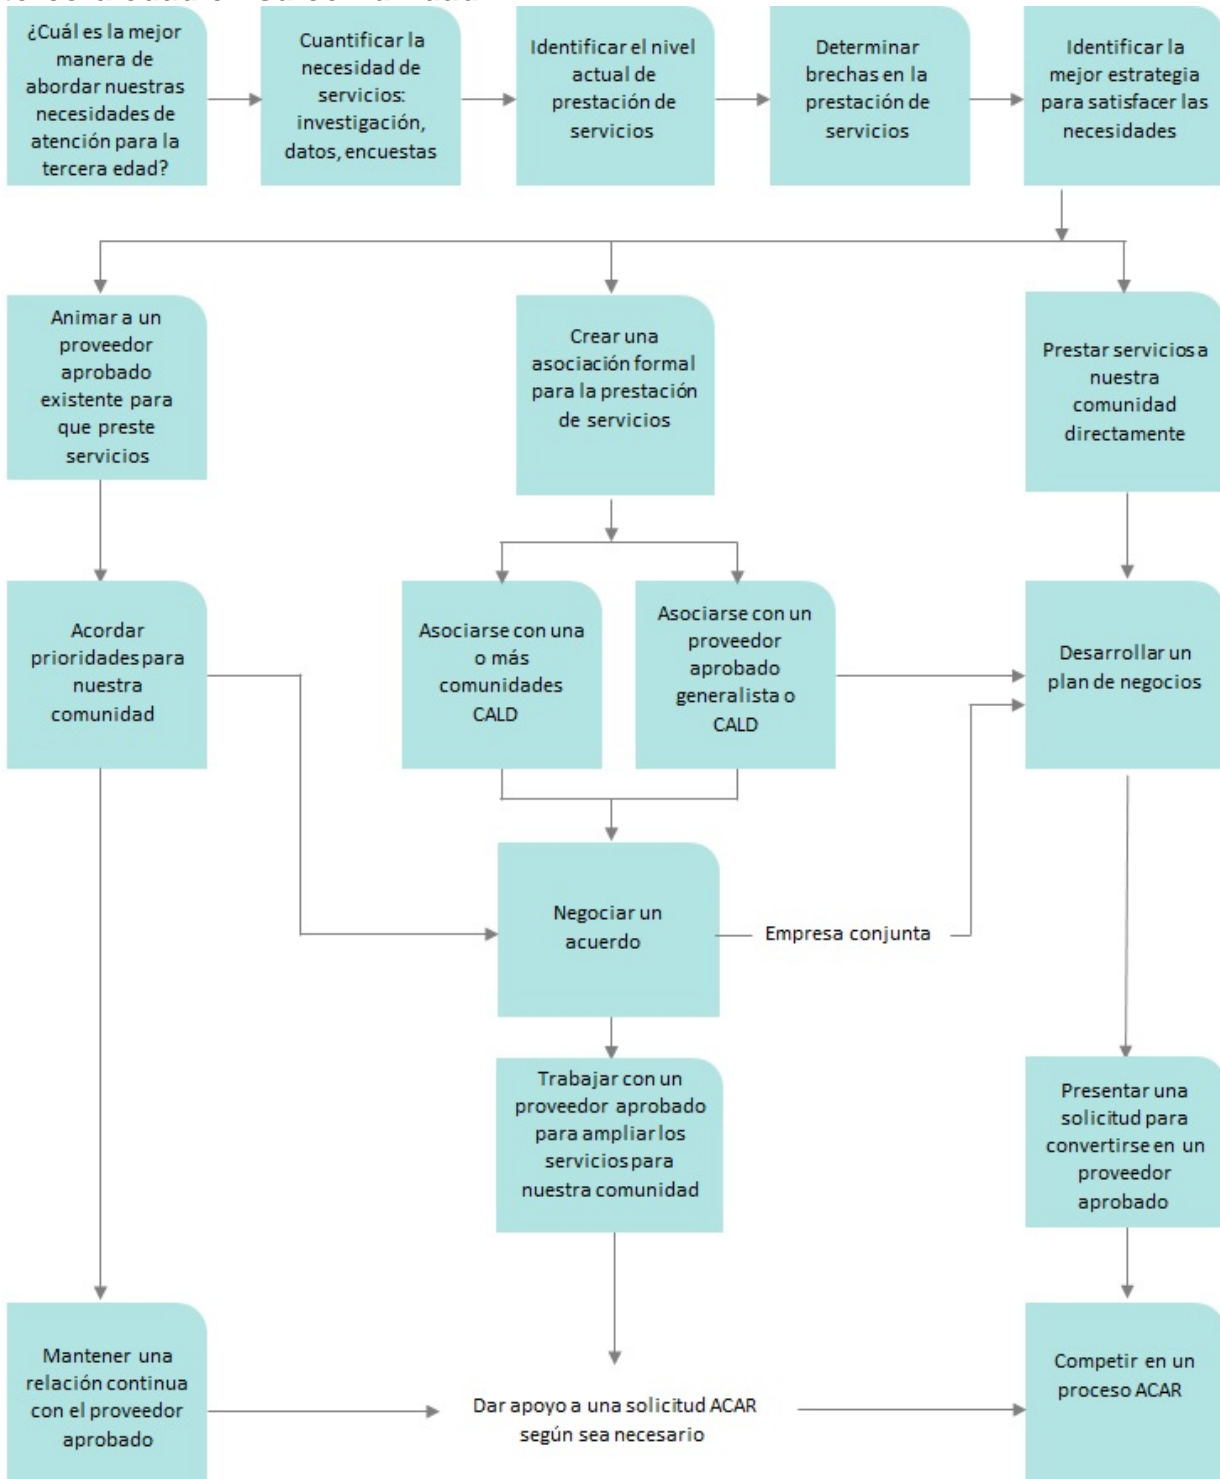 ¿Cuál es la mejor
manera de
abordar nuestras
necesidades de
atención para la
tercera edad?
Cuantificar la
necesidad de
servicios:
investigación,
datos, encuestas
Identificar el nivel
actual de
prestación de
servicios
Determinar
brechas en la
prestación de
servicios
Identificar la
mejor estrategia
para satisfacer las
necesidades
Animar a un
proveedor
aprobado
existente para
que preste
servicios
Crear una
asociación formal
para la prestación
de servicios
Prestar servicios a
nuestra
comunidad
directamente
Acordar
prioridades para
nuestra
comunidad
Asociarse con una
o más
comunidades
CALD
Asociarse con un
proveedor
aprobado
generalista o
CALD
Desarrollar un
plan de negocios
Negociar un
acuerdo
Empresa conjunta
Trabajar con un
proveedor aprobado
para ampliar los
servicios para
nuestra comunidad
Presentar una
solicitud para
convertirse en un
proveedor
aprobado
Mantener una
relación continua
con el proveedor
aprobado
Dar apoyo a una solicitud ACAR
según sea necesario
Competir en un
proceso ACAR